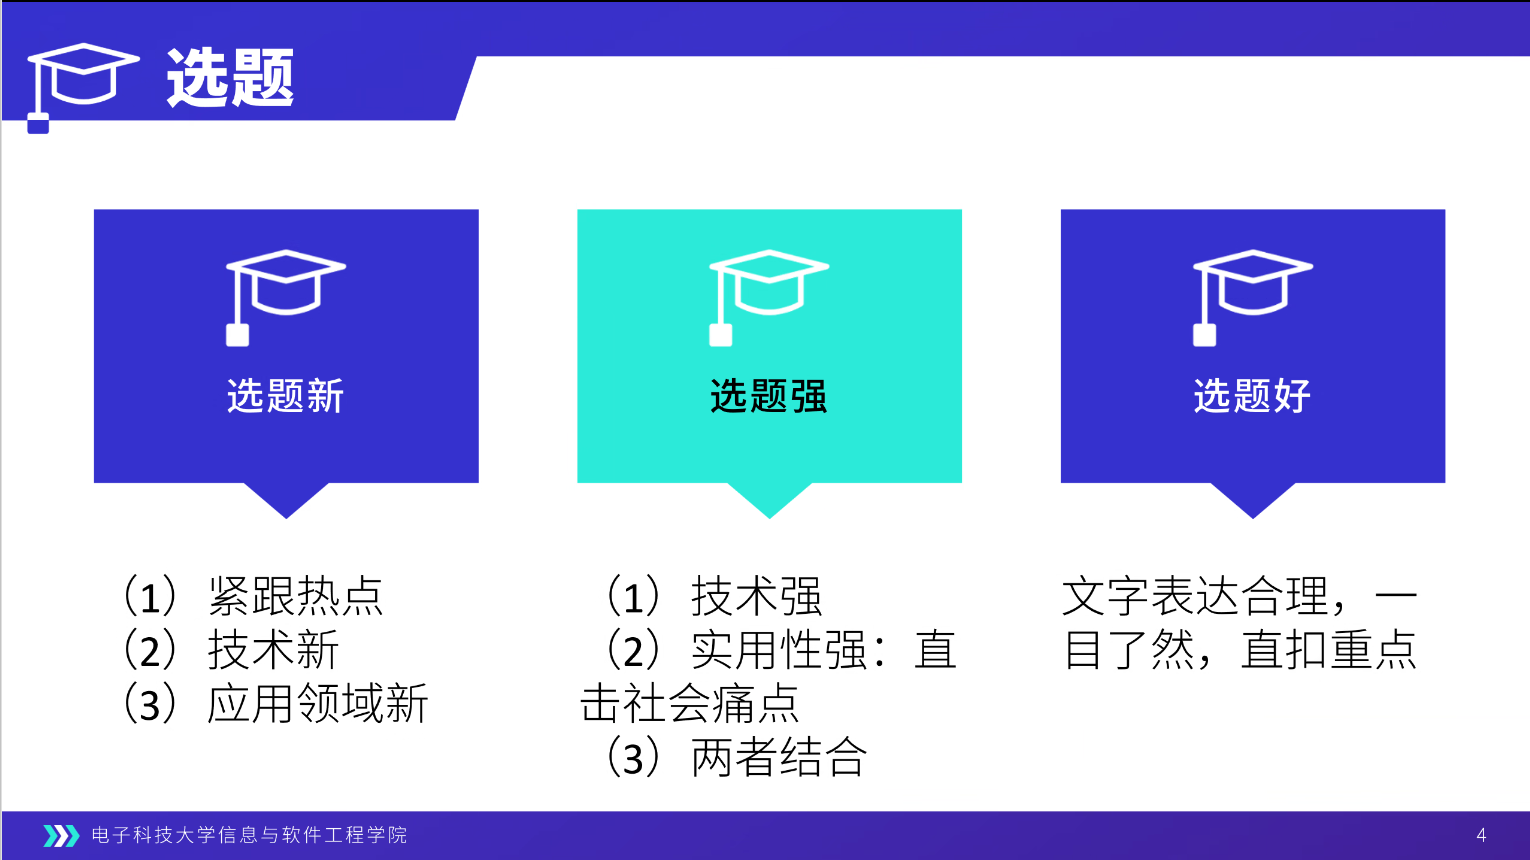 选题
选题新
选题强
选题好
（1） 紧跟热点
（2） 技术新
（3） 应用领域新
（1） 技术强
（2） 实用性强：直
击社会痛点
（3） 两者结合
文字表达合理，一
目了然，直扣重点
电子科技大学信息与软件工程学院
4